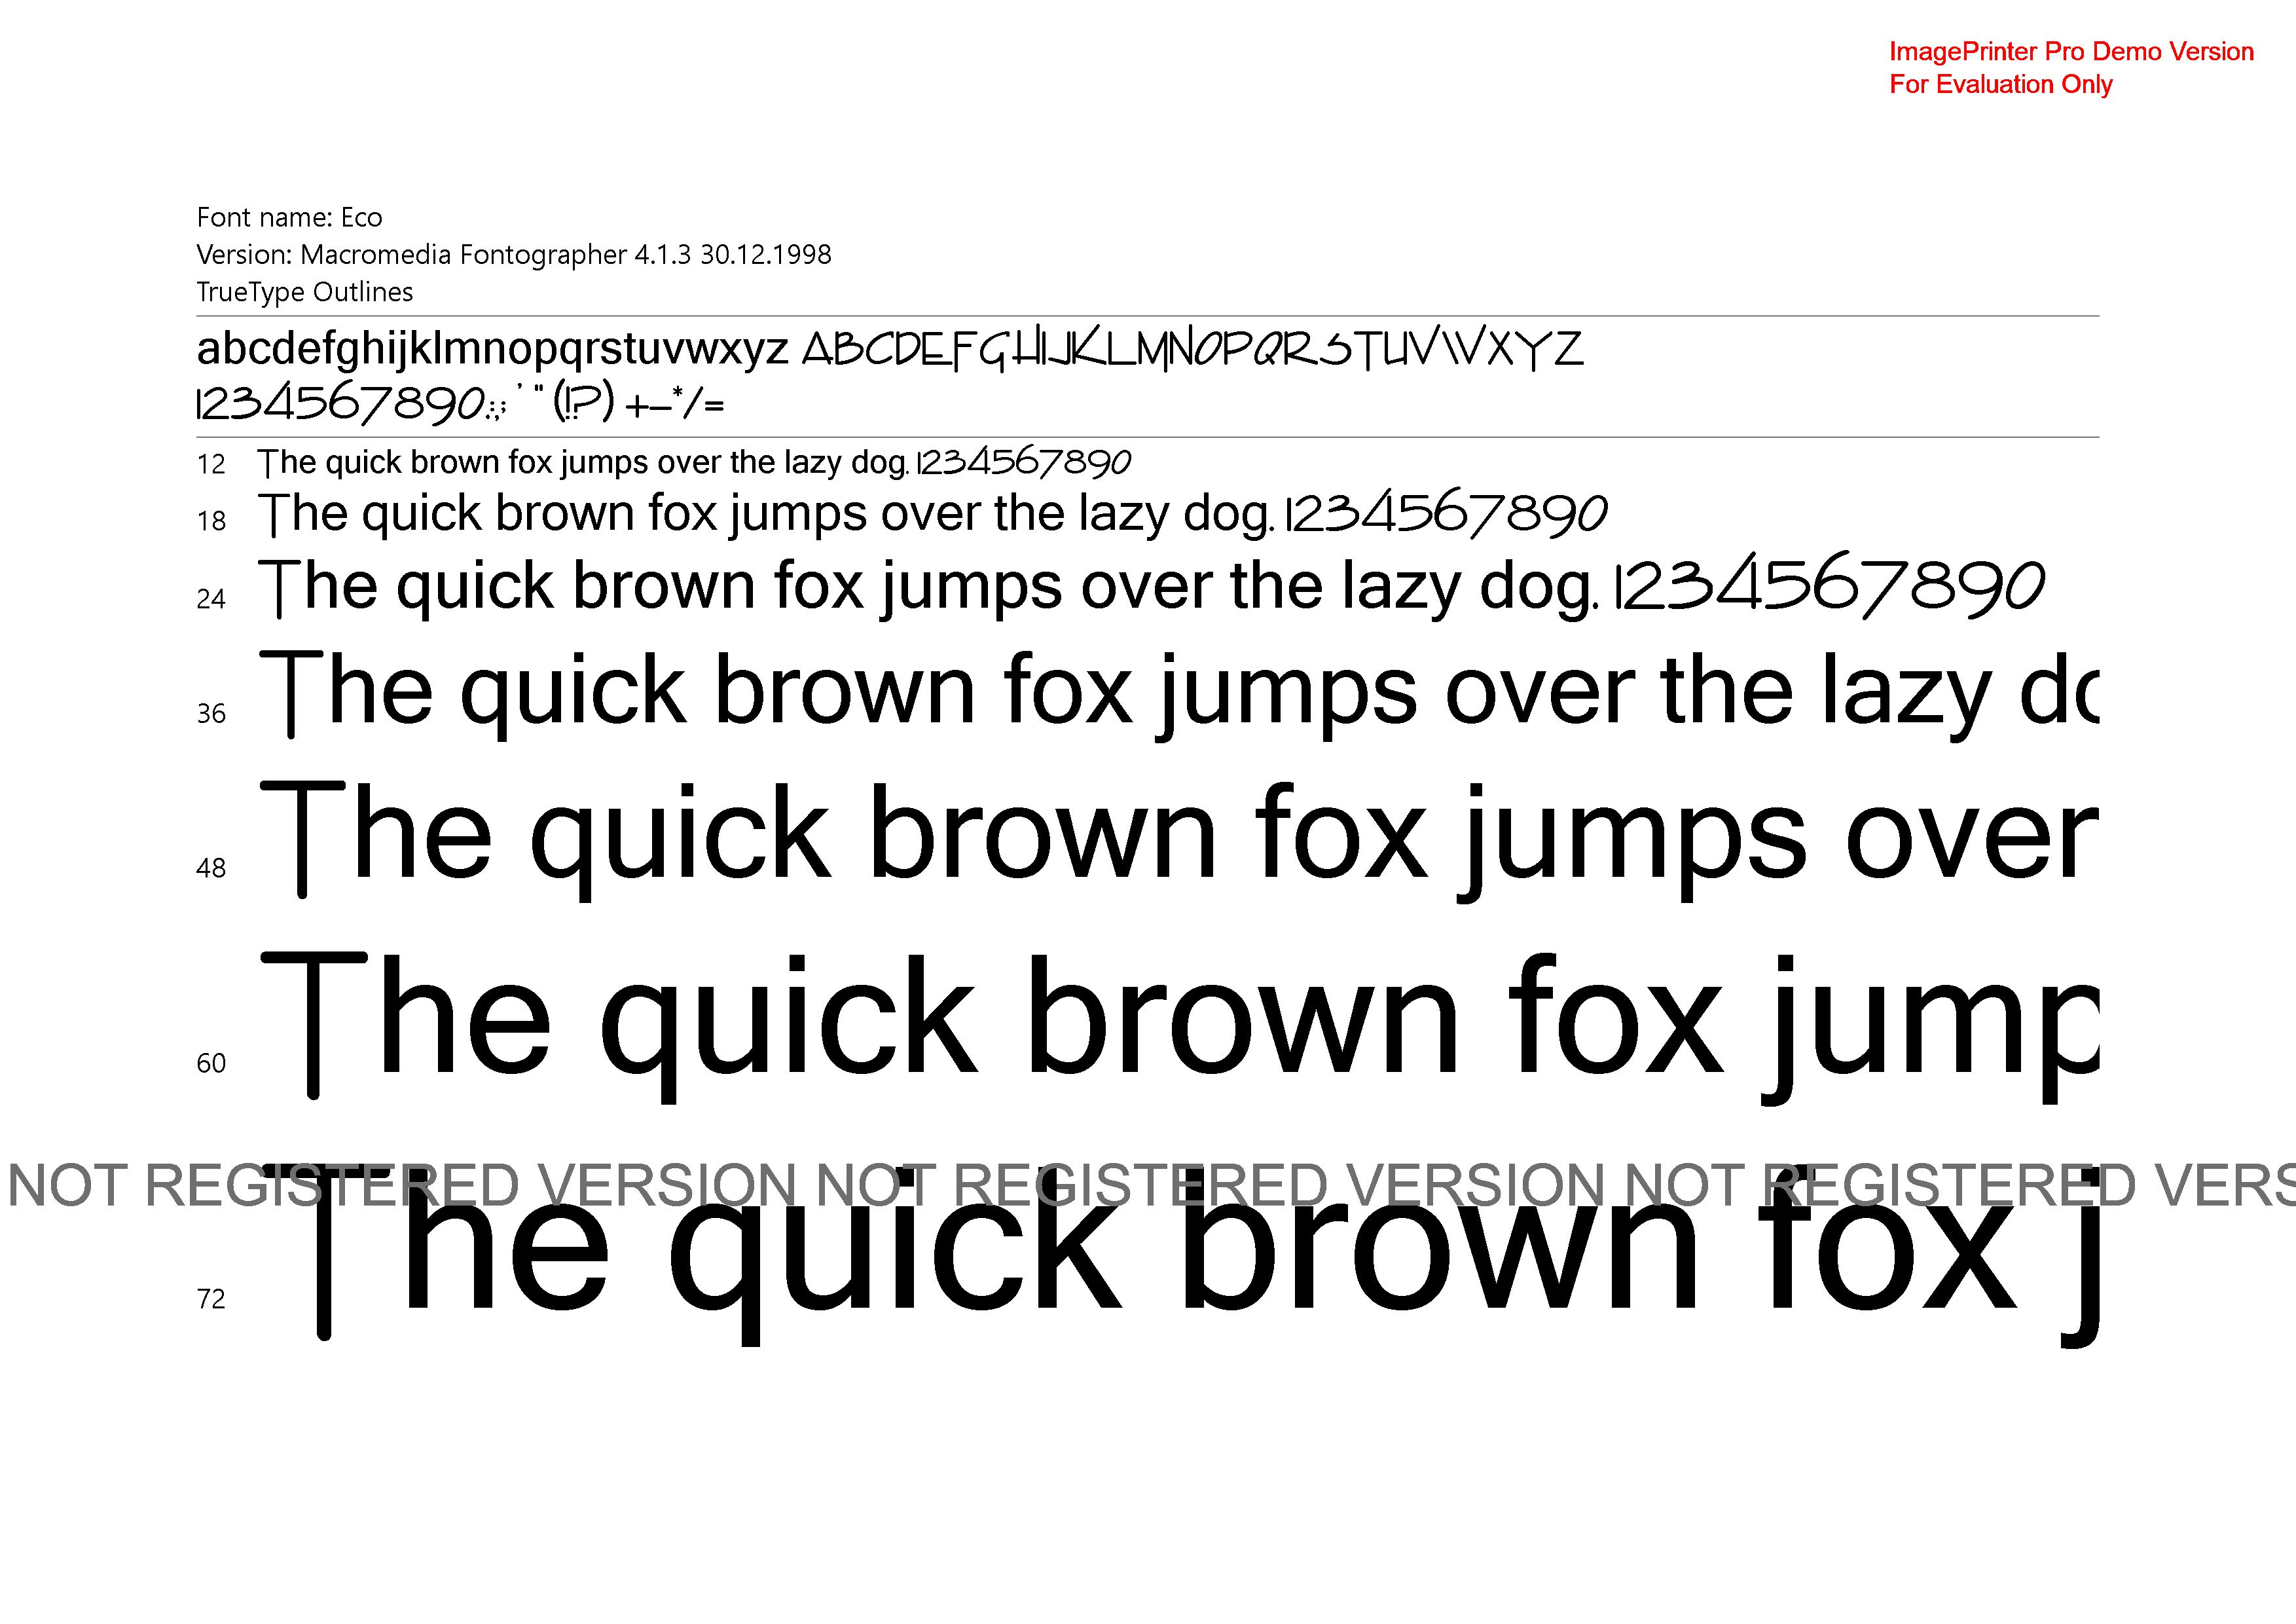 ImagePrinter Pro Demo Version
For Evaluation Only
Font name: Eco
Version: Macromedia Fontographer 4.1.3 30.12.1998
TrueType Outlines
abcdefghijklmnopqrstuvwxyz ABCDEFGHIJKLMNOPQRSTUVWXYZ
1234567890.:,; ' " (!?) +-*/=
12 The quick brown fox jumps over the lazy dog. 1234567890
18 The quick brown fox jumps over the lazy dog. 1234567890
24 The quick brown fox jumps over the lazy dog. 1234567890
36 The quick brown fox jumps over the lazy do
48 The quick brown fox jumps over
60 The quick brown fox jump
NOT REGISTERED VERSION NOT REGISTERED VERSION NOT REGISTERED VERS
72 The quick brown fox j